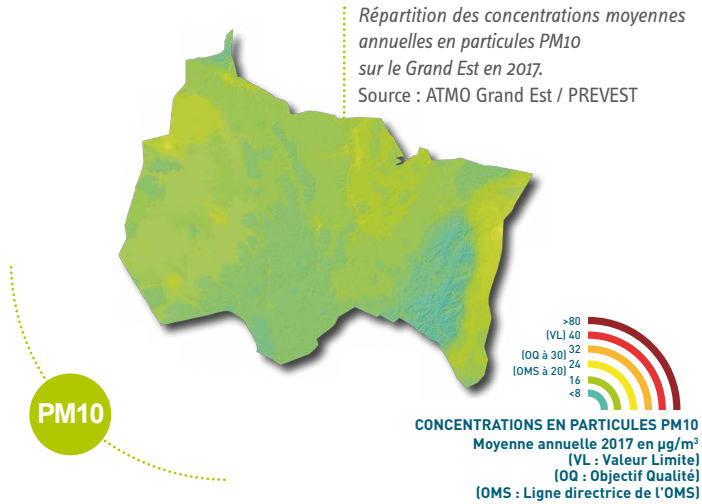 Répartition des concentrations moyennes
annuelles en particules PM10
sur le Grand Est en 2017.
Source : ATMO Grand Est / PREVEST
>80
(VL) 40
(OQ à 30) 32
(OMS à 20) 24
16
<8
PM10
CONCENTRATIONS EN PARTICULES PM10
Moyenne annuelle 2017 en µg/m³
(VL : Valeur Limite)
(OQ : Objectif Qualité)
(OMS : Ligne directrice de l'OMS)